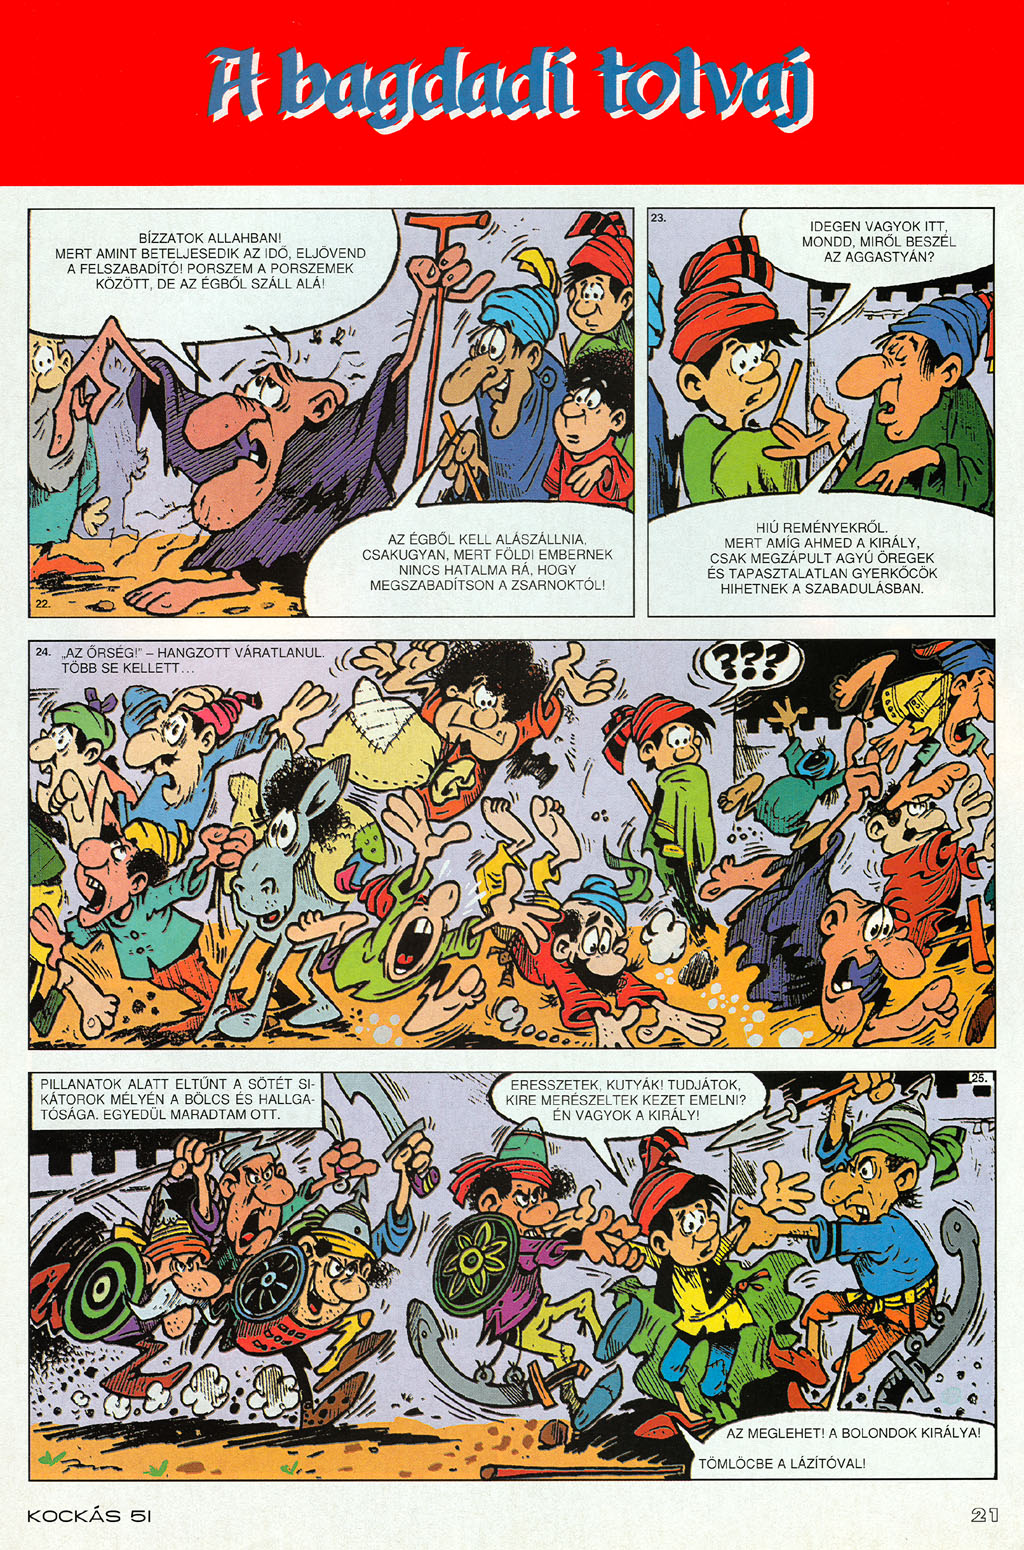 A bagdadi tolvaj
BÍZZATOK ALLAHBAN!
MERT AMINT BETELJESEDIK AZ IDŐ, ELJÖVEND
A FELSZABADÍTÓ! PORSZEM A PORSZEMEK
KÖZÖTT, DE AZ ÉGBŐL SZÁLL ALÁ!
AZ ÉGBŐL KELL ALÁSZÁLLNIA,
CSAKUGYAN, MERT FÖLDI EMBERNEK
NINCS HATALMA RÁ, HOGY
MEGSZABADÍTSON A ZSARNOKTÓL!
22.
23.
IDEGEN VAGYOK ITT,
MONDD, MIRŐL BESZÉL
AZ AGGASTYÁN?
HIÚ REMÉNYEKRŐL.
MERT AMÍG AHMED A KIRÁLY,
CSAK MEGZÁPULT AGYÚ ÖREGEK
ÉS TAPASZTALATLAN GYERKŐCÖK
HIHETNEK A SZABADULÁSBAN.
24. „AZ ŐRSÉG!" – HANGZOTT VÁRATLANUL.
TÖBB SE KELLETT...
???
PILLANATOK ALATT ELTŰNT A SÖTÉT SI-
KÁTOROK MÉLYÉN A BÖLCS ÉS HALLGA-
TÓSÁGA. EGYEDÜL MARADTAM OTT.
ERESSZETEK, KUTYÁK! TUDJÁTOK,
KIRE MERÉSZELTEK KEZET EMELNI?
ÉN VAGYOK A KIRÁLY!
25.
AZ MEGLEHET! A BOLONDOK KIRÁLYA!
TÖMLÖCBE A LÁZÍTÓVAL!
KOCKÁS 51
21